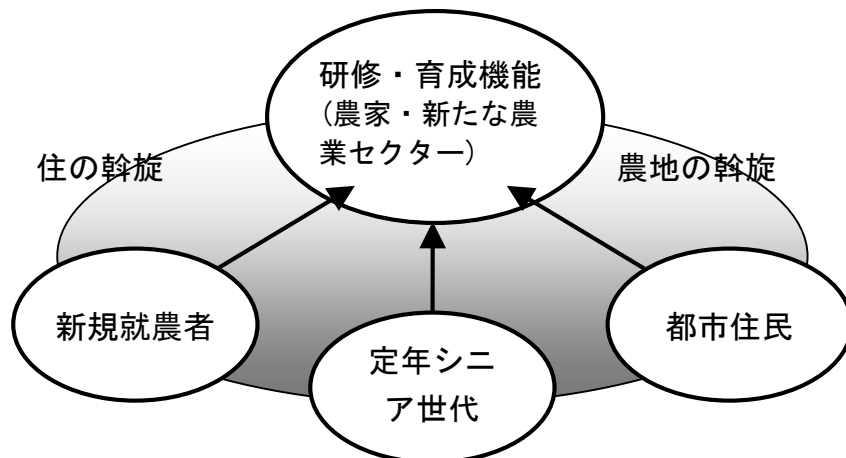 研修・育成機能
(農家・新たな農
業セクター)
住の斡旋
農地の斡旋
新規就農者
都市住民
定年シニ
ア世代